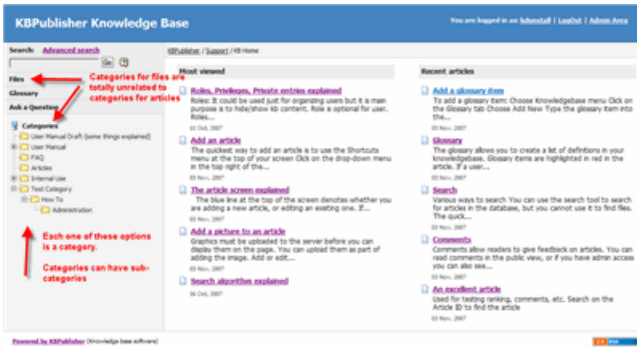 KBPublisher Knowledge Base
You are logged in as: kdunstall | LogOut | Admin Area
Search: Advanced search
Go
Files
Glossary
Ask a Question
Categories for files are
totally unrelated to
categories for articles
Categories
User Manual Draft (some things explained)
User Manual
FAQ
Articles
Internal Use
Test Category
How To
Administration
Each one of these options
is a category.
Categories can have sub-
categories
KBPublisher / Support / KB Home
Most viewed
Roles, Privileges, Private entries explained
Roles: It could be used just for organizing users but it is main
purpose is to hide/show kb content. Role is optional for user.
Roles...
Add an article
The quickest way to add an article is to use the Shortcuts
menu at the top of your screen Click on the drop-down menu
in the top right of the...
03 Nov, 2007
The article screen explained
The blue line at the top of the screen denotes whether you
are adding a new article, or editing an existing one. If...
03 Nov, 2007
Add a picture to an article
Graphics must be uploaded to the server before you can
display them on the page. You can upload them as part of
adding the image. Add or edit...
03 Nov, 2007
Search algorithm explained
Recent articles
Add a glossary item
To add a glossary item: Choose Knowledgebase menu Click on
the Glossary tab Choose Add New Type the glossary item into
the...
03 Nov, 2007
Glossary
The glossary allows you to create a list of definitions in your
knowledgebase. Glossary items are highlighted in red in the
article. If a user...
03 Nov, 2007
Search
Various ways to search You can use the search tool to search
for articles in the database, but you cannot use it to find files.
The quick...
03 Nov, 2007
Comments
Comments allow readers to give feedback on articles. You can
read comments in the public view, or if you have admin access
you can also see...
03 Nov, 2007
An excellent article
Used for testing ranking, comments, etc. Search on the
Article ID to find the article
03 Nov, 2007
Powered by KBPublisher (Knowledge base software)